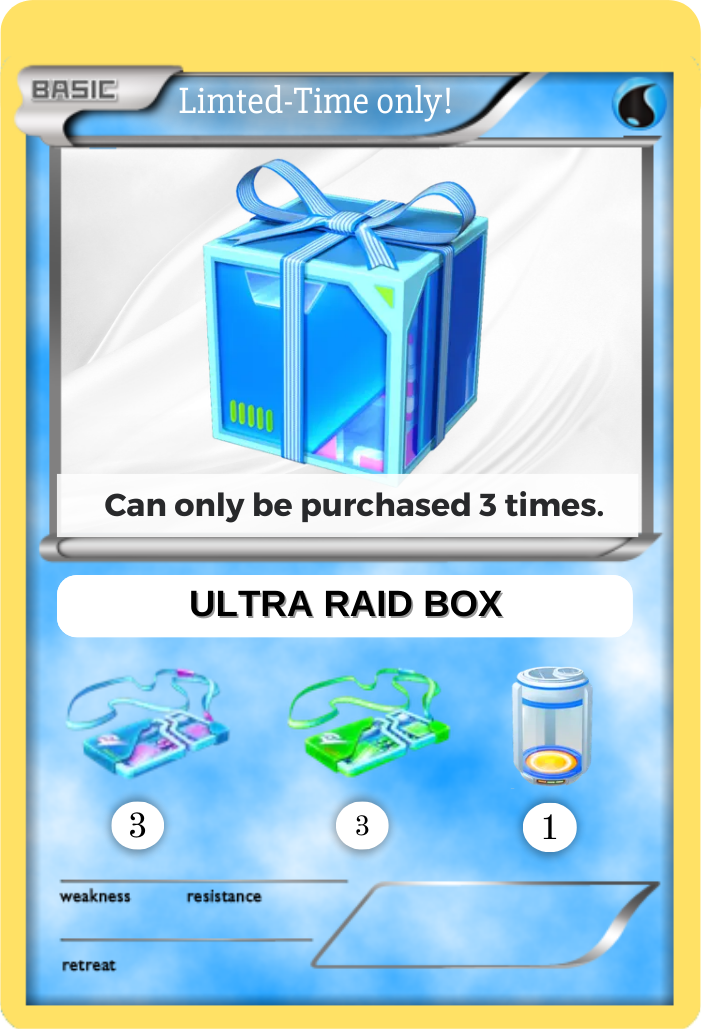 BASIC
Limted-Time only!
Can only be purchased 3 times.
ULTRA RAID BOX
3 3 1
weakness resistance
retreat